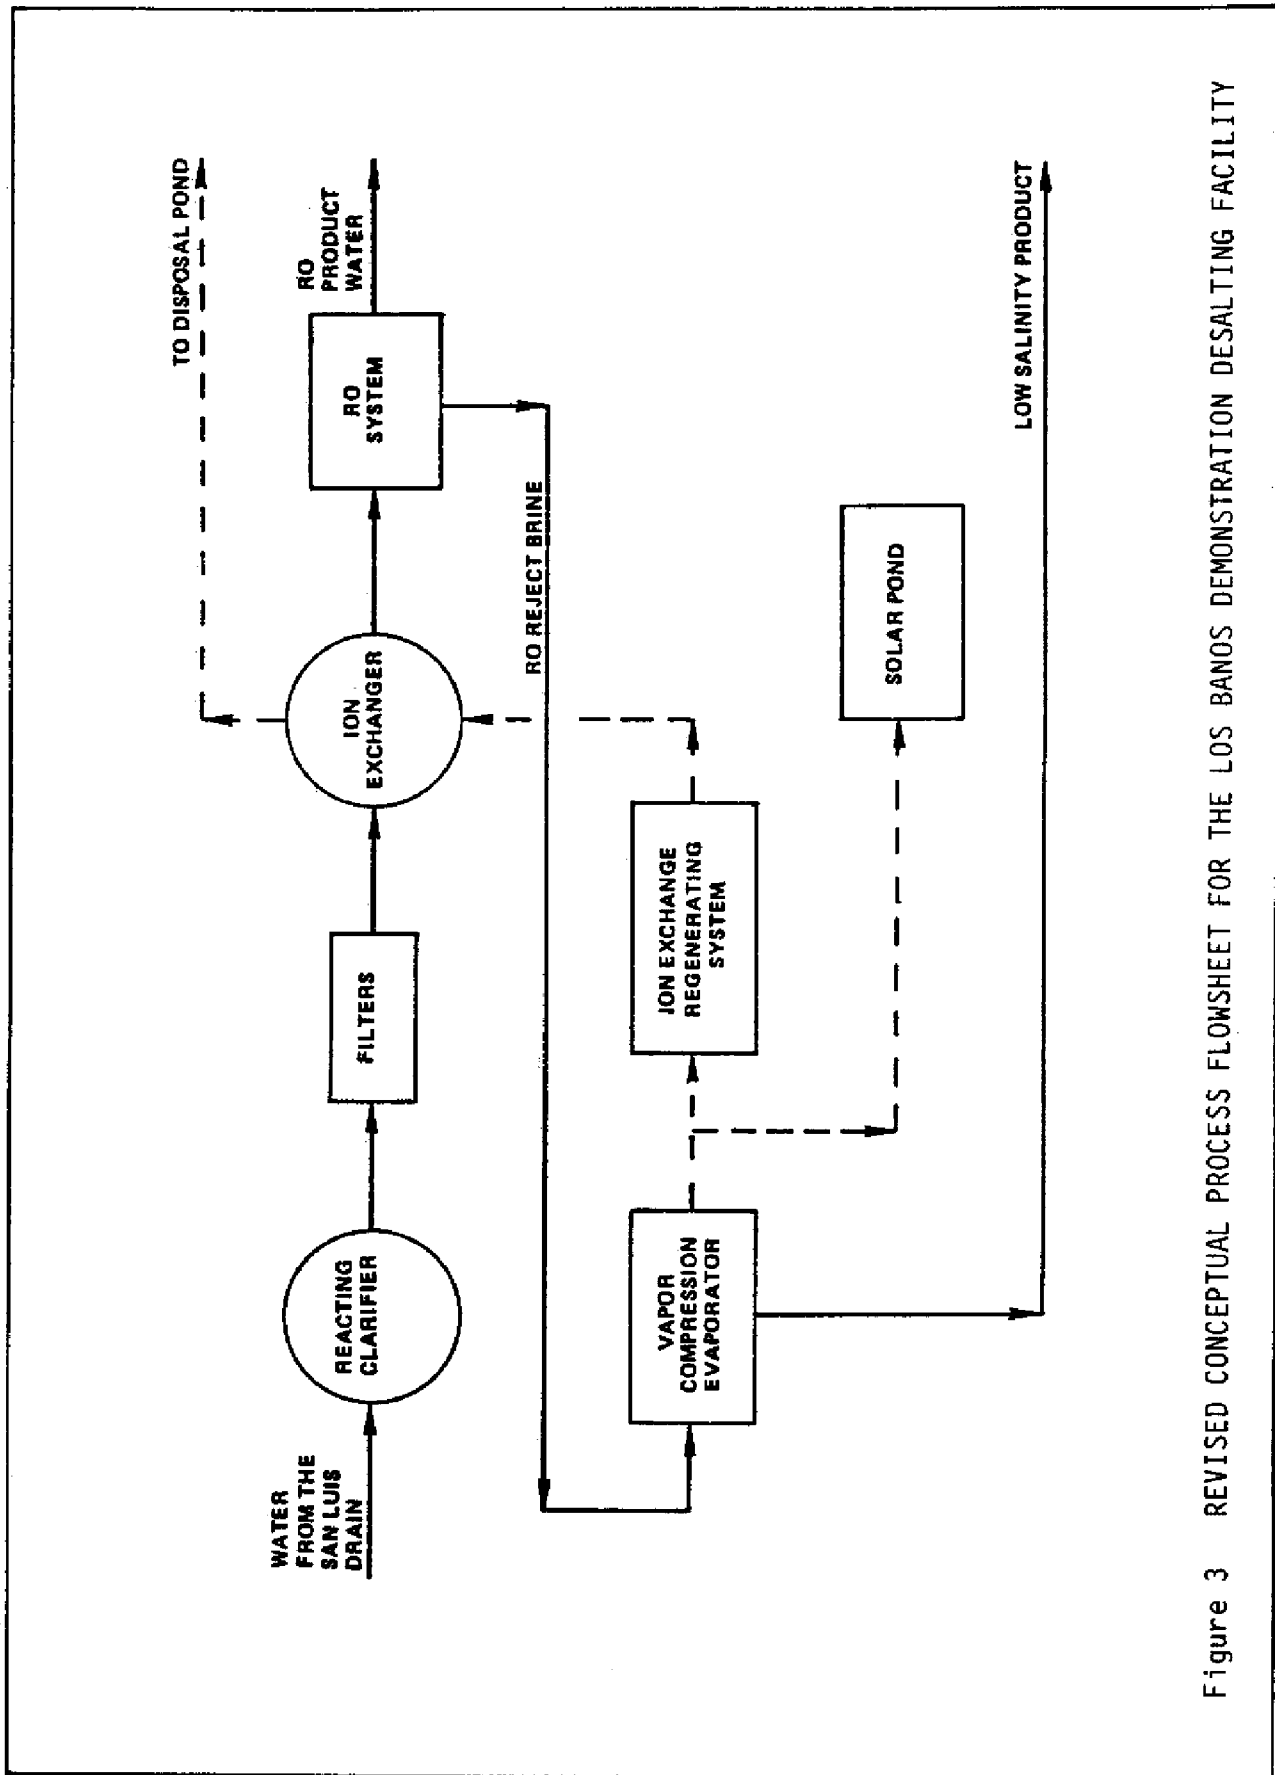 TO DISPOSAL POND
WATER
FROM THE
SAN LUIS
DRAIN
REACTING
CLARIFIER
FILTERS
ION
EXCHANGER
RO
SYSTEM
RO
PRODUCT
WATER
RO REJECT BRINE
VAPOR
COMPRESSION
EVAPORATOR
ION EXCHANGE
REGENERATING
SYSTEM
SOLAR POND
LOW SALINITY PRODUCT
Figure 3 REVISED CONCEPTUAL PROCESS FLOWSHEET FOR THE LOS BANOS DEMONSTRATION DESALTING FACILITY